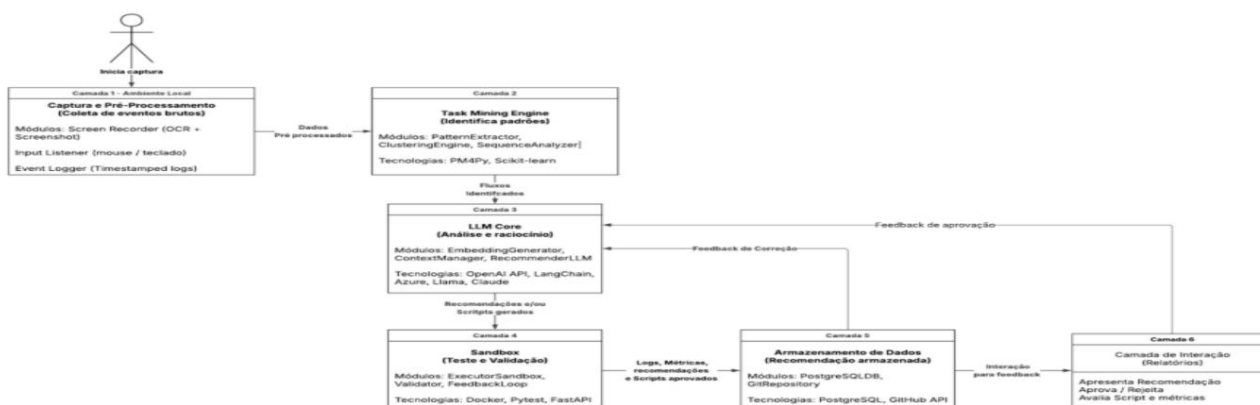 Inicia captura
Camada 1 - Ambiente Local
Captura e Pré-Processamento
(Coleta de eventos brutos)
Módulos: Screen Recorder (OCR +
Screenshot)
Input Listener (mouse / teclado)
Event Logger (Timestamped logs)
Dados
Pré processados
Camada 2
Task Mining Engine
(Identifica padrões)
Módulos: PatternExtractor,
ClusteringEngine, SequenceAnalyzer|
Tecnologias: PM4Py, Scikit-learn
Fluxos
Identifcados
Camada 3
LLM Core
(Análise e raciocínio)
Módulos: EmbeddingGenerator,
ContextManager, RecommenderLLM
Tecnologias: OpenAI API, LangChain,
Azure, Llama, Claude
Feedback de aprovação
Feedback de Correção
Recomendações e/ou
Scritpts gerados
Camada 4
Sandbox
(Teste e Validação)
Módulos: ExecutorSandbox,
Validator, FeedbackLoop
Tecnologias: Docker, Pytest, FastAPI
Logs, Métricas,
recomendações
e Scripts aprovados
Camada 5
Armazenamento de Dados
(Recomendação armazenada)
Módulos: PostgreSQLDB,
GitRepository
Tecnologias: PostgreSQL, GitHub API
Interação
para feedback
Camada 6
Camada de Interação
(Relatórios)
Apresenta Recomendação
Aprova / Rejeita
Avalia Script e métricas